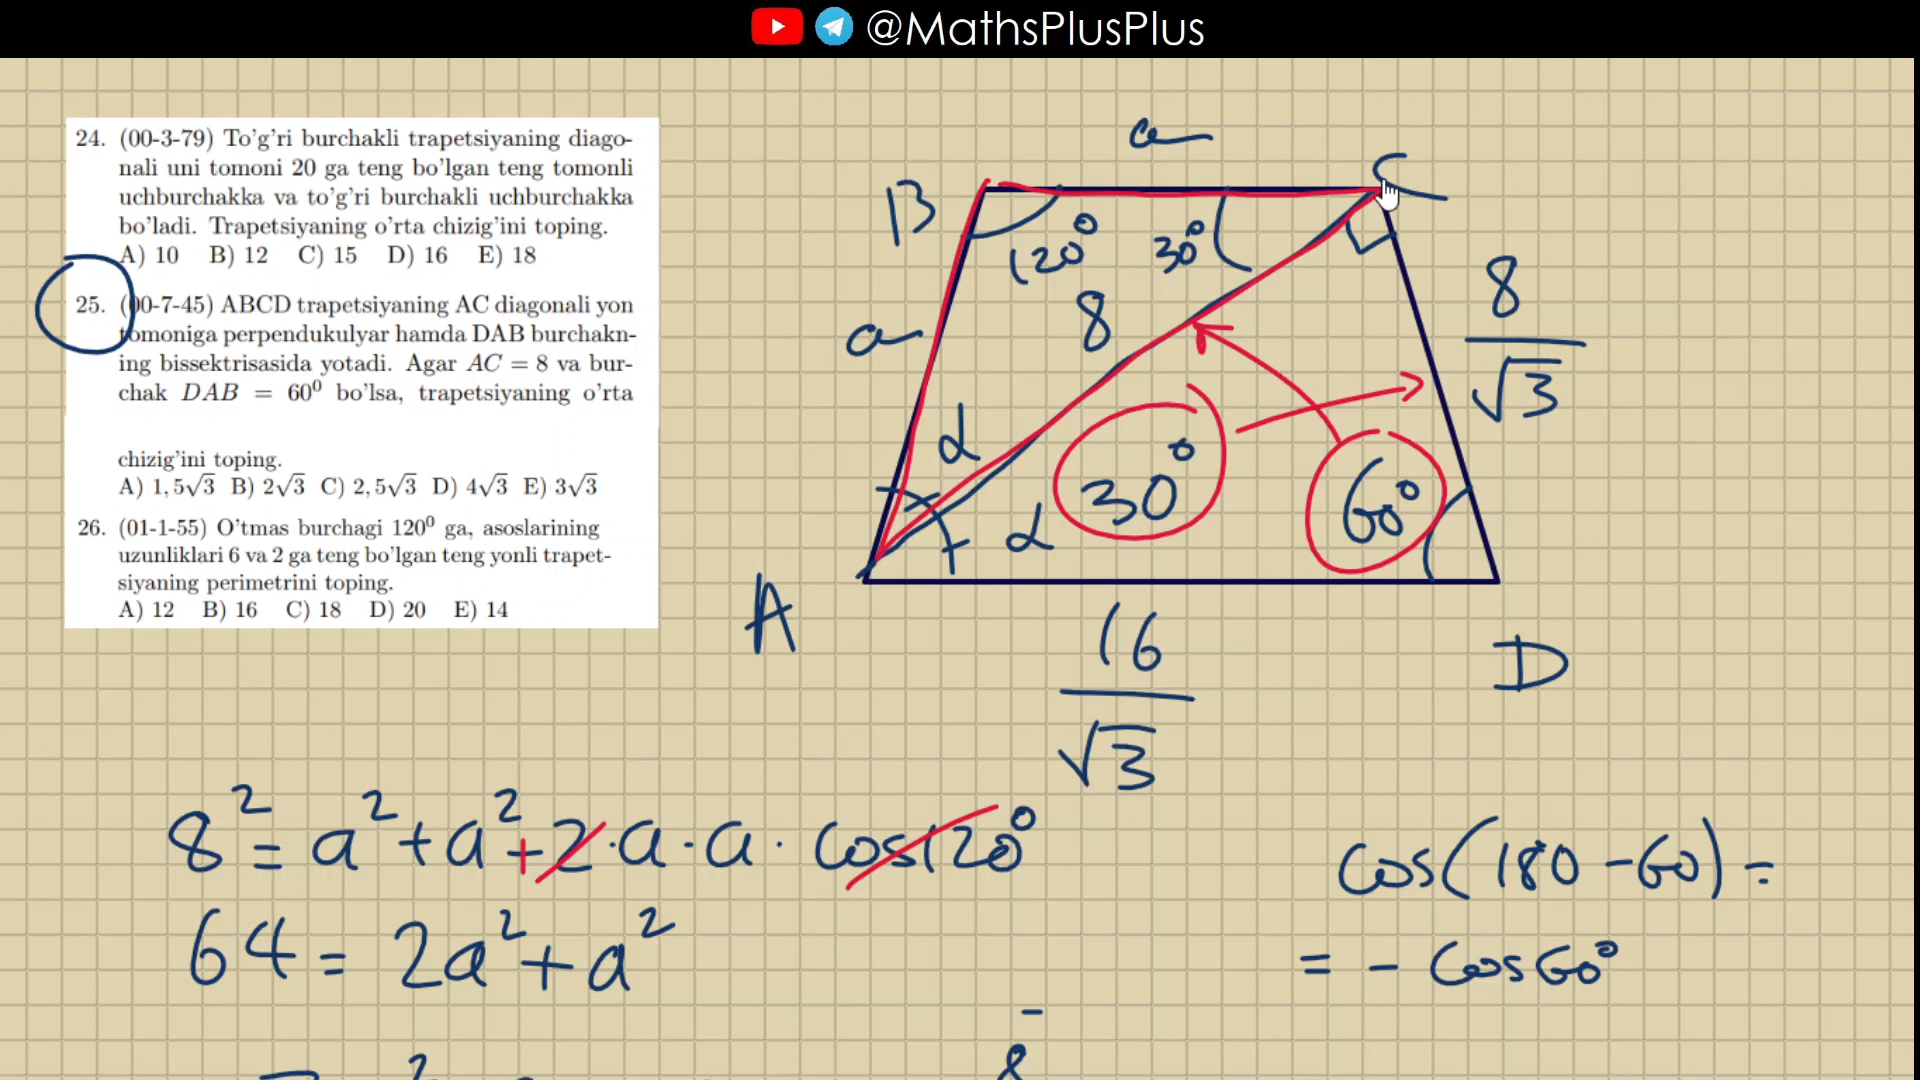 @MathsPlusPlus
24. (00-3-79) To'g'ri burchakli trapetsiyaning diago-
nali uni tomoni 20 ga teng bo'lgan teng tomonli
uchburchakka va to'g'ri burchakli uchburchakka
bo'ladi. Trapetsiyaning o'rta chizig'ini toping.
A) 10 B) 12 C) 15 D) 16 E) 18
25. (00-7-45) ABCD trapetsiyaning AC diagonali yon
tomoniga perpendukulyar hamda DAB burchakn-
ing bissektrisasida yotadi. Agar AC = 8 va bur-
chak DAB = 60⁰ bo'lsa, trapetsiyaning o'rta
chizig'ini toping.
A) 1, 5√3 B) 2√3 C) 2, 5√3 D) 4√3 E) 3√3
26. (01-1-55) O'tmas burchagi 120⁰ ga, asoslarining
uzunliklari 6 va 2 ga teng bo'lgan teng yonli trapet-
siyaning perimetrini toping.
A) 12 B) 16 C) 18 D) 20 E) 14
a
B
C
120°
30°
8
a
8/√3
α
30°
60°
α
A
16/√3
D
8² = a² + a² + 2 · a · a · cos120°
64 = 2a² + a²
cos(180 - 60) =
= - cos60°
8